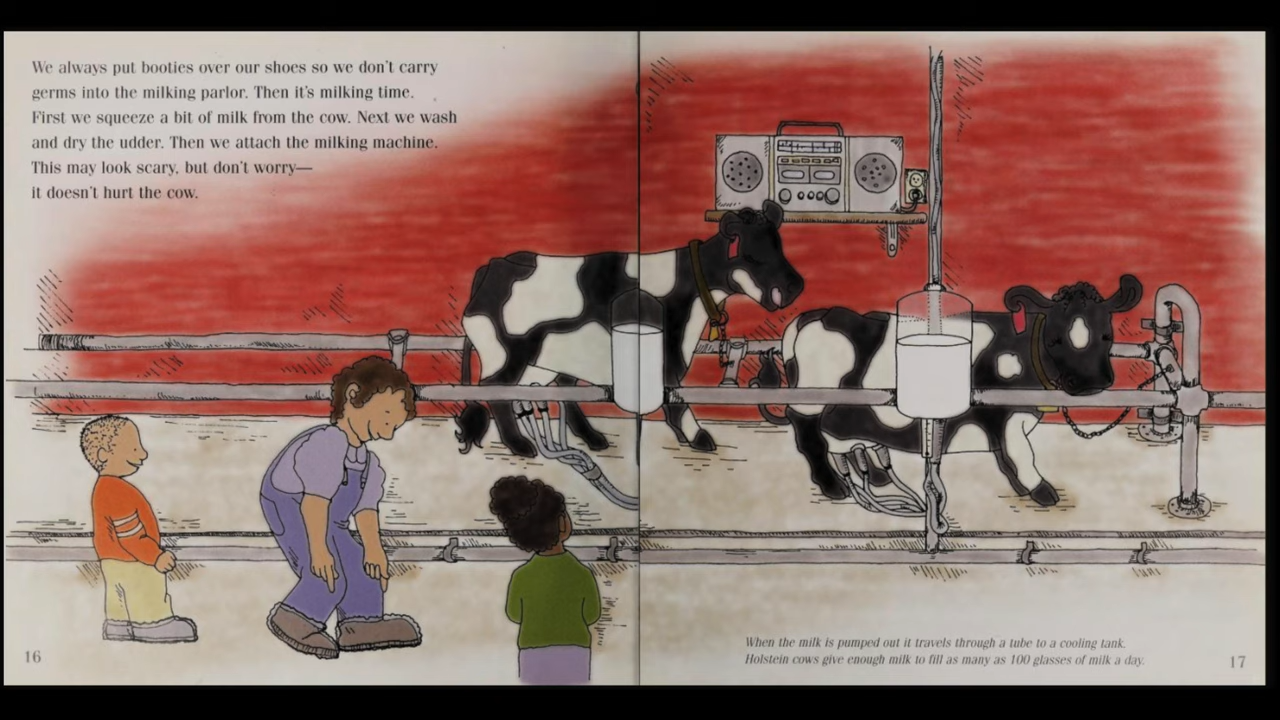 We always put booties over our shoes so we don't carry
germs into the milking parlor. Then it's milking time.
First we squeeze a bit of milk from the cow. Next we wash
and dry the udder. Then we attach the milking machine.
This may look scary, but don't worry—
it doesn't hurt the cow.
When the milk is pumped out it travels through a tube to a cooling tank.
Holstein cows give enough milk to fill as many as 100 glasses of milk a day.
16
17